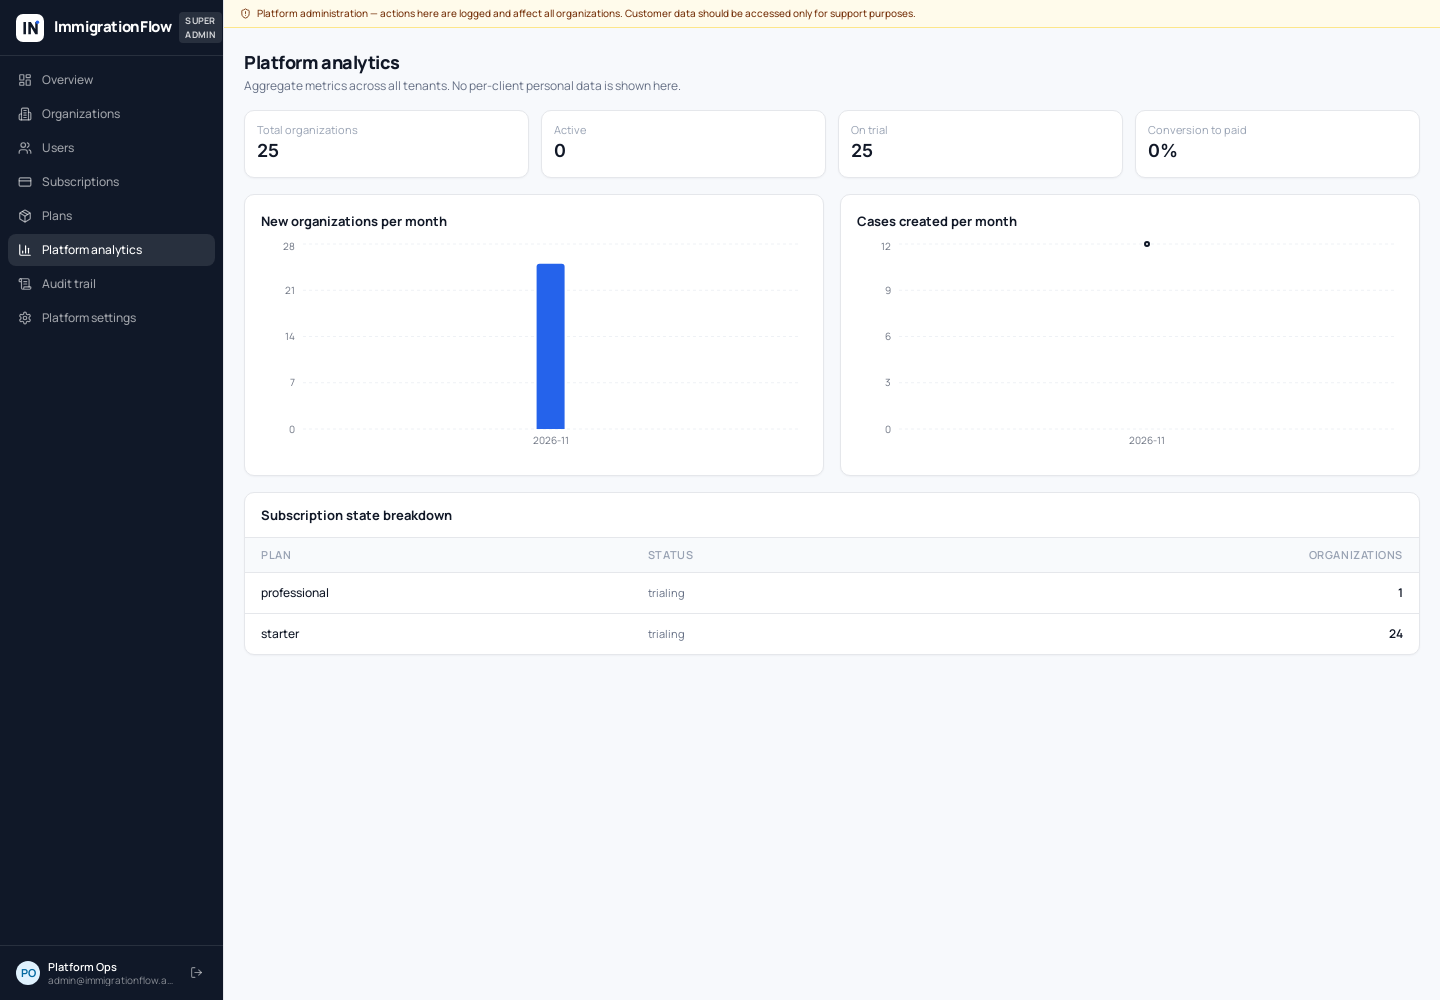 IN
ImmigrationFlow
SUPER
ADMIN
Overview
Organizations
Users
Subscriptions
Plans
Platform analytics
Audit trail
Platform settings
PO
Platform Ops
admin@immigrationflow.a...
Platform administration — actions here are logged and affect all organizations. Customer data should be accessed only for support purposes.
Platform analytics
Aggregate metrics across all tenants. No per-client personal data is shown here.
Total organizations
25
Active
0
On trial
25
Conversion to paid
0%
New organizations per month
28
21
14
7
0
2026-11
Cases created per month
12
9
6
3
0
2026-11
Subscription state breakdown
PLAN STATUS ORGANIZATIONS
professional trialing 1
starter trialing 24